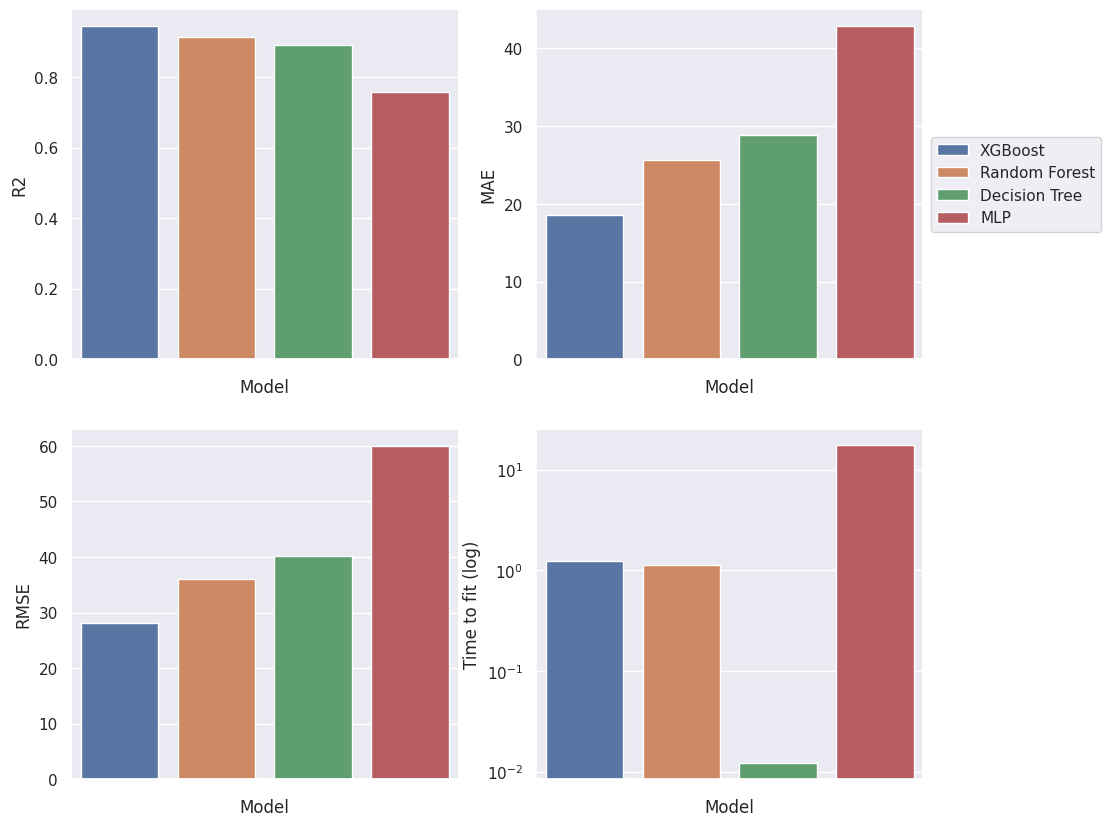 R2
0.8
0.6
0.4
0.2
0.0
Model
MAE
40
30
20
10
0
Model
XGBoost
Random Forest
Decision Tree
MLP
RMSE
60
50
40
30
20
10
0
Model
Time to fit (log)
10¹
10⁰
10⁻¹
10⁻²
Model